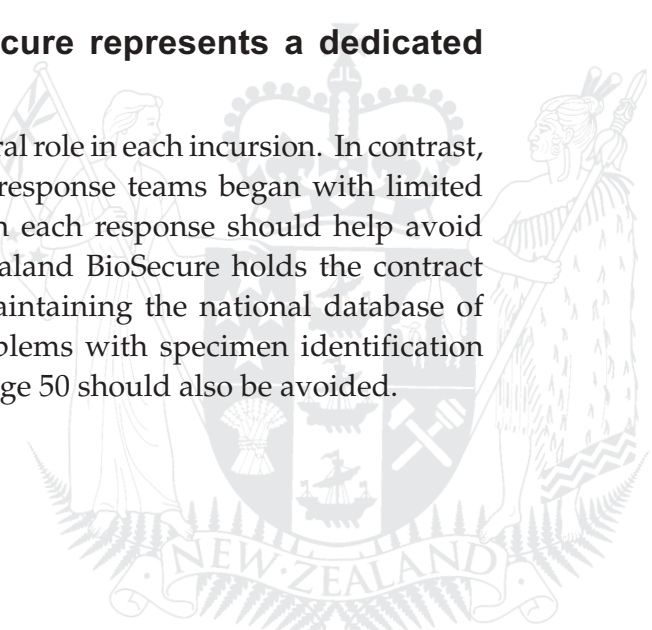 cure represents a dedicated
ral role in each incursion. In contrast,
response teams began with limited
n each response should help avoid
aland BioSecure holds the contract
aintaining the national database of
blems with specimen identification
ge 50 should also be avoided.
NEW·ZEALAND